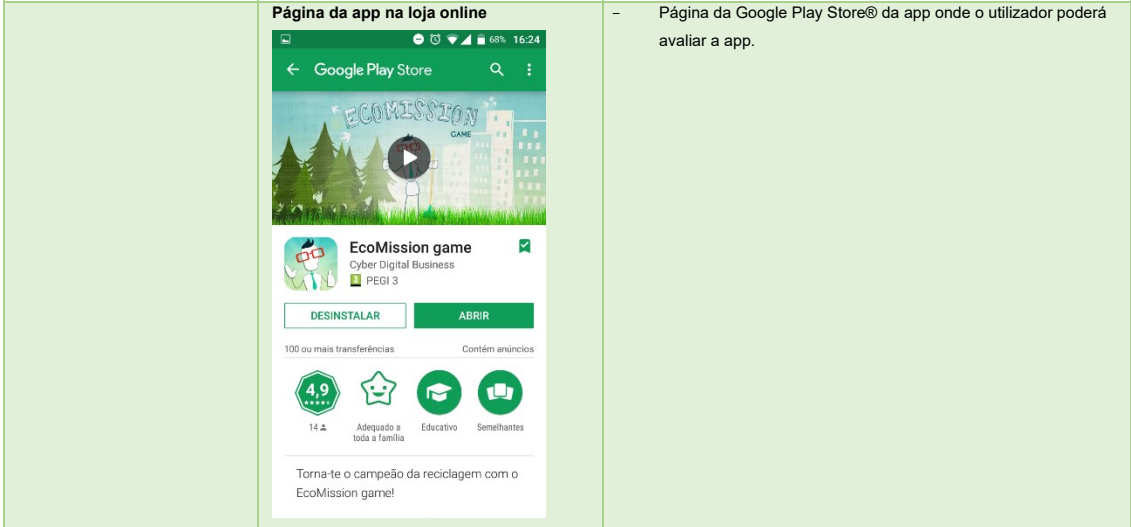 Página da app na loja online
68% 16:24
Google Play Store
ECOMISSION
GAME
EcoMission game
Cyber Digital Business
3 PEGI 3
DESINSTALAR
ABRIR
100 ou mais transferências
Contém anúncios
4,9
14
Adequado a
toda a família
Educativo
Semelhantes
Torna-te o campeão da reciclagem com o
EcoMission game!
− Página da Google Play Store® da app onde o utilizador poderá
avaliar a app.